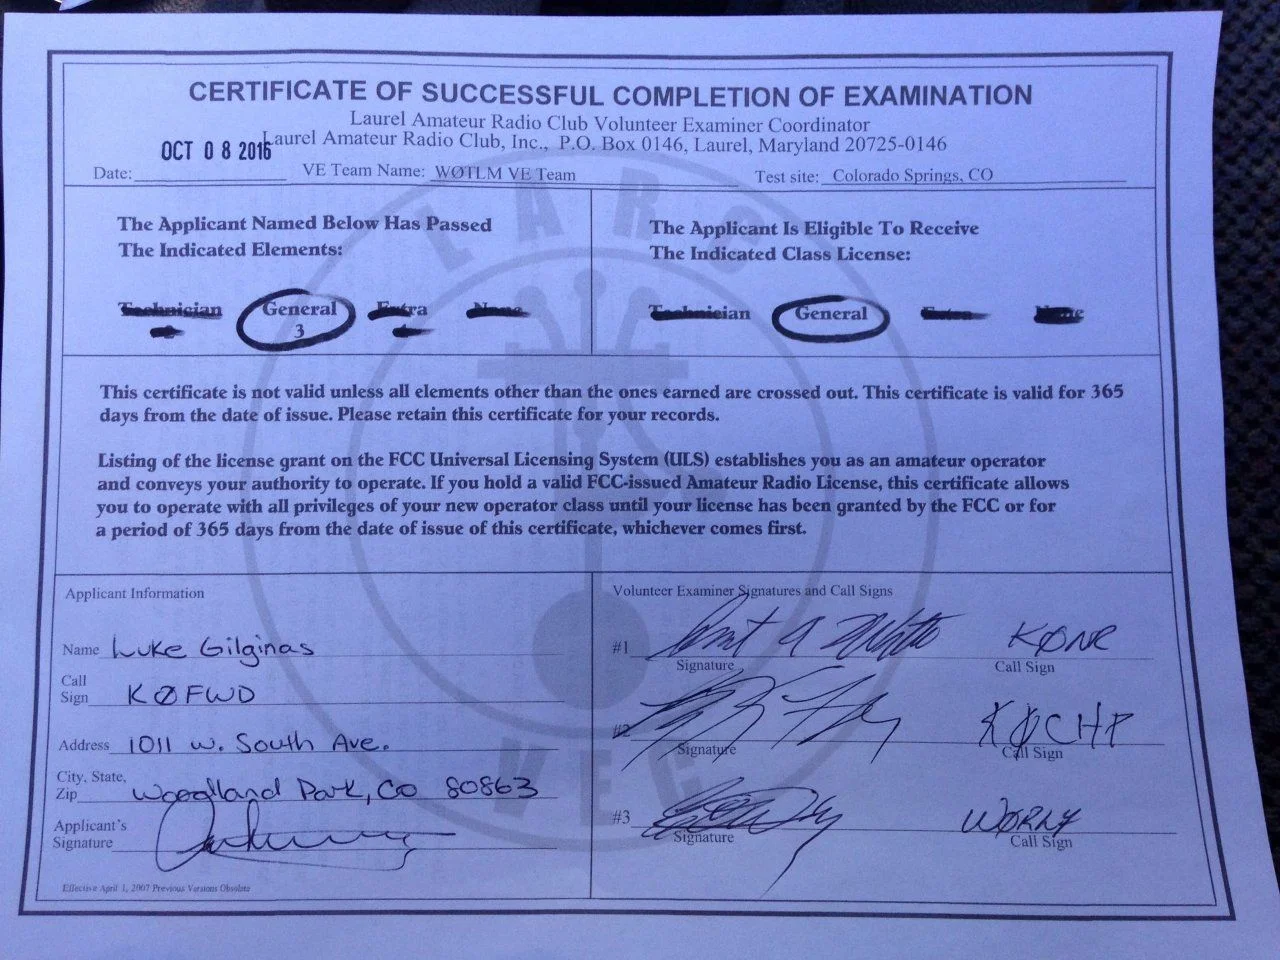 CERTIFICATE OF SUCCESSFUL COMPLETION OF EXAMINATION
Laurel Amateur Radio Club Volunteer Examiner Coordinator
Laurel Amateur Radio Club, Inc., P.O. Box 0146, Laurel, Maryland 20725-0146
Date: OCT 08 2016 VE Team Name: WØTLM VE Team Test site: Colorado Springs, CO
The Applicant Named Below Has Passed
The Indicated Elements:
Technician General Extra None
3
The Applicant Is Eligible To Receive
The Indicated Class License:
Technician General Extra None
This certificate is not valid unless all elements other than the ones earned are crossed out. This certificate is valid for 365
days from the date of issue. Please retain this certificate for your records.
Listing of the license grant on the FCC Universal Licensing System (ULS) establishes you as an amateur operator
and conveys your authority to operate. If you hold a valid FCC-issued Amateur Radio License, this certificate allows
you to operate with all privileges of your new operator class until your license has been granted by the FCC or for
a period of 365 days from the date of issue of this certificate, whichever comes first.
LARC
VEC
Applicant Information
Name Luke Gilginas
Call
Sign KØFWD
Address 1011 W. South Ave.
City, State,
Zip Woodland Park, CO 80863
Applicant's
Signature
Effective April 1, 2007 Previous Versions Obsolete
Volunteer Examiner Signatures and Call Signs
#1 KØNR
Signature Call Sign
#2 KØCHP
Signature Call Sign
#3 WØRNY
Signature Call Sign